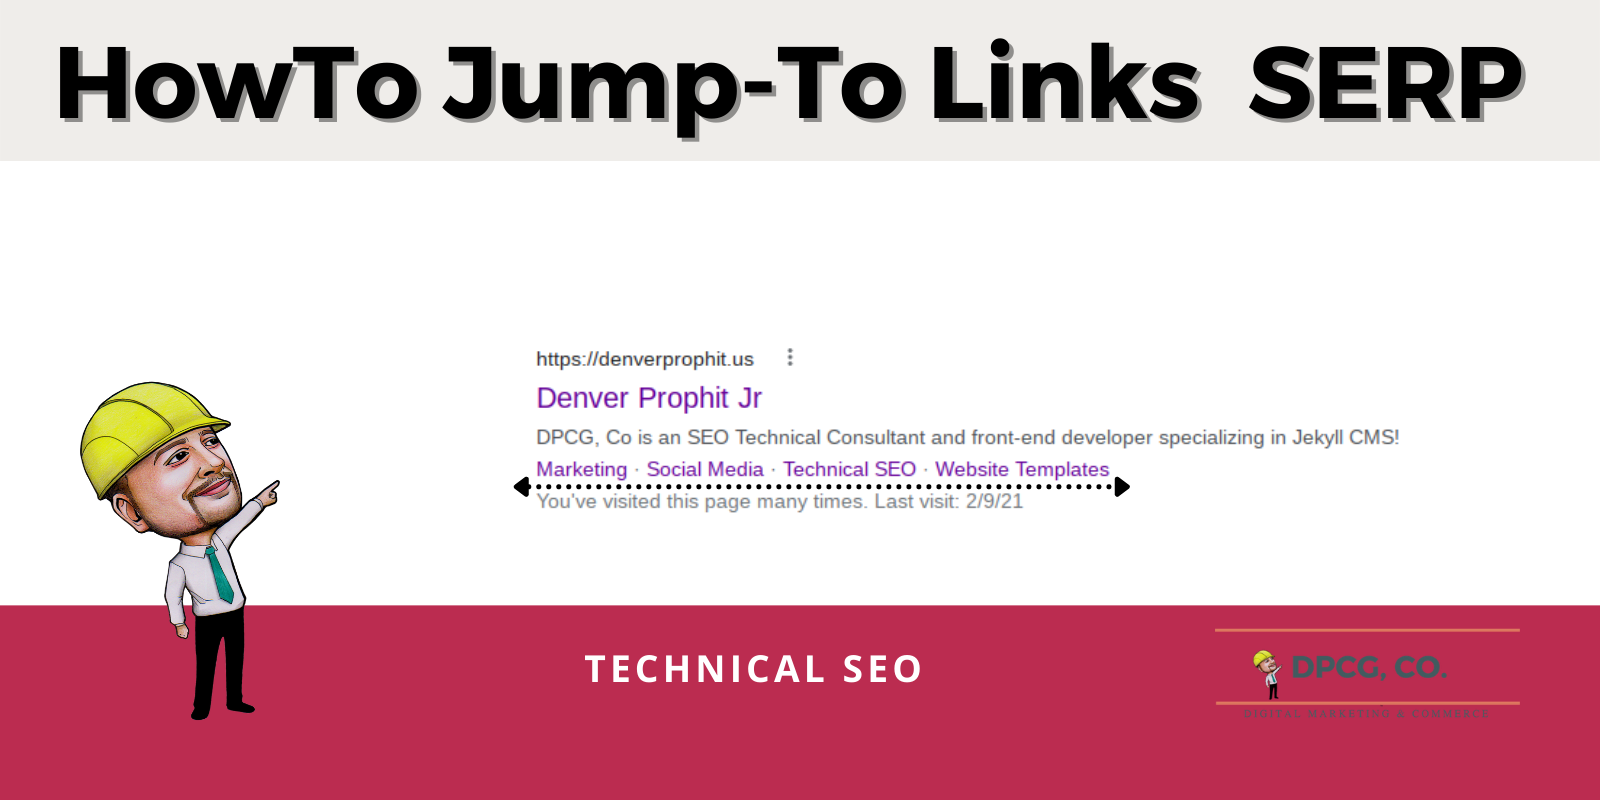 HowTo Jump-To Links SERP
https://denverprophit.us
Denver Prophit Jr
DPCG, Co is an SEO Technical Consultant and front-end developer specializing in Jekyll CMS!
Marketing · Social Media · Technical SEO · Website Templates
You've visited this page many times. Last visit: 2/9/21
TECHNICAL SEO
DPCG, CO.
DIGITAL MARKETING & COMMERCE